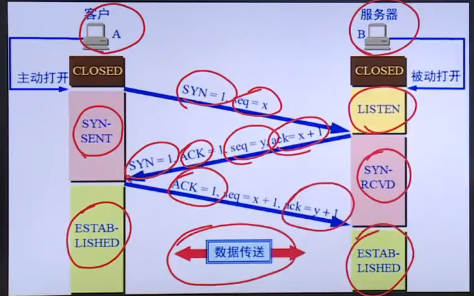 客户
服务器
A
B
CLOSED
CLOSED
主动打开
被动打开
SYN = 1, seq = x
LISTEN
SYN-
SENT
SYN = 1, ACK = 1, seq = y, ack= x + 1
SYN-
RCVD
ACK = 1, seq = x + 1, ack = y + 1
ESTAB-
LISHED
数据传送
ESTAB-
LISHED